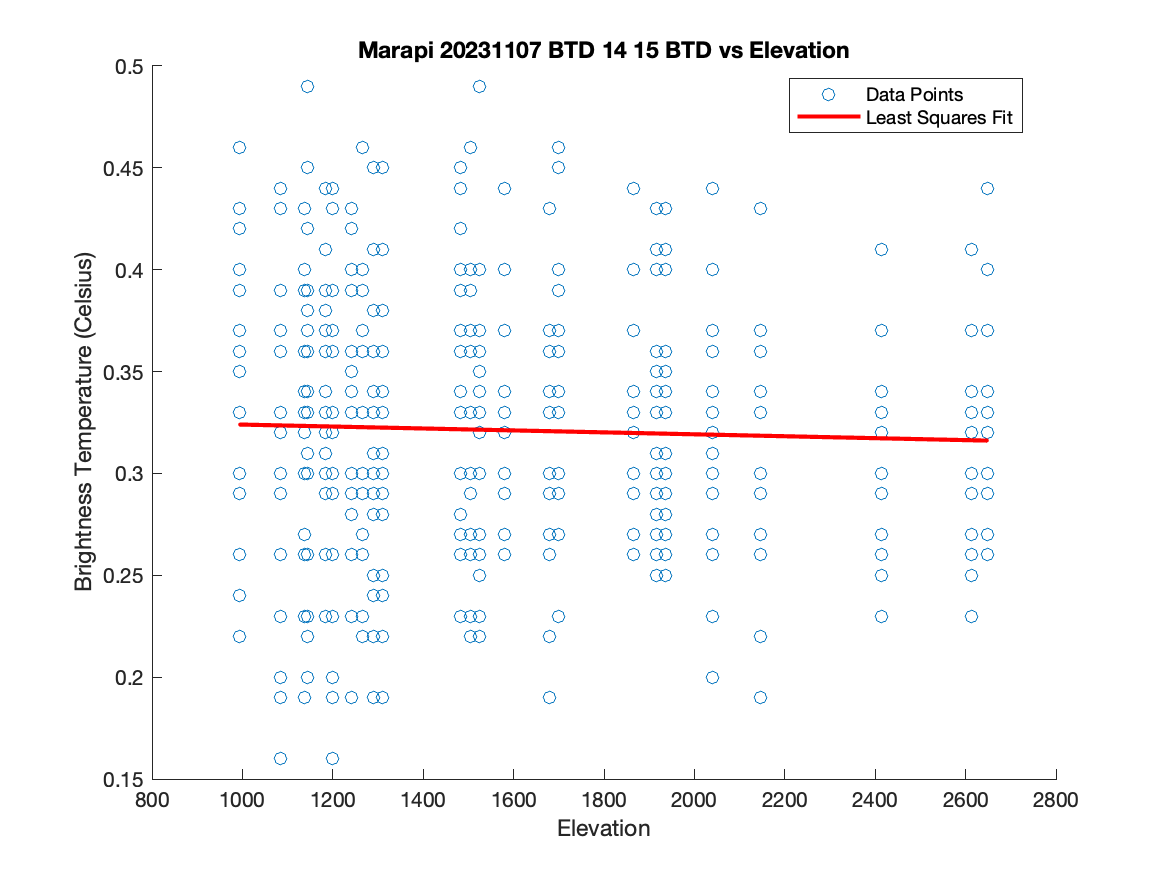 Marapi 20231107 BTD 14 15 BTD vs Elevation
Data Points
Least Squares Fit
0.5
0.45
0.4
0.35
0.3
0.25
0.2
0.15
Brightness Temperature (Celsius)
800 1000 1200 1400 1600 1800 2000 2200 2400 2600 2800
Elevation